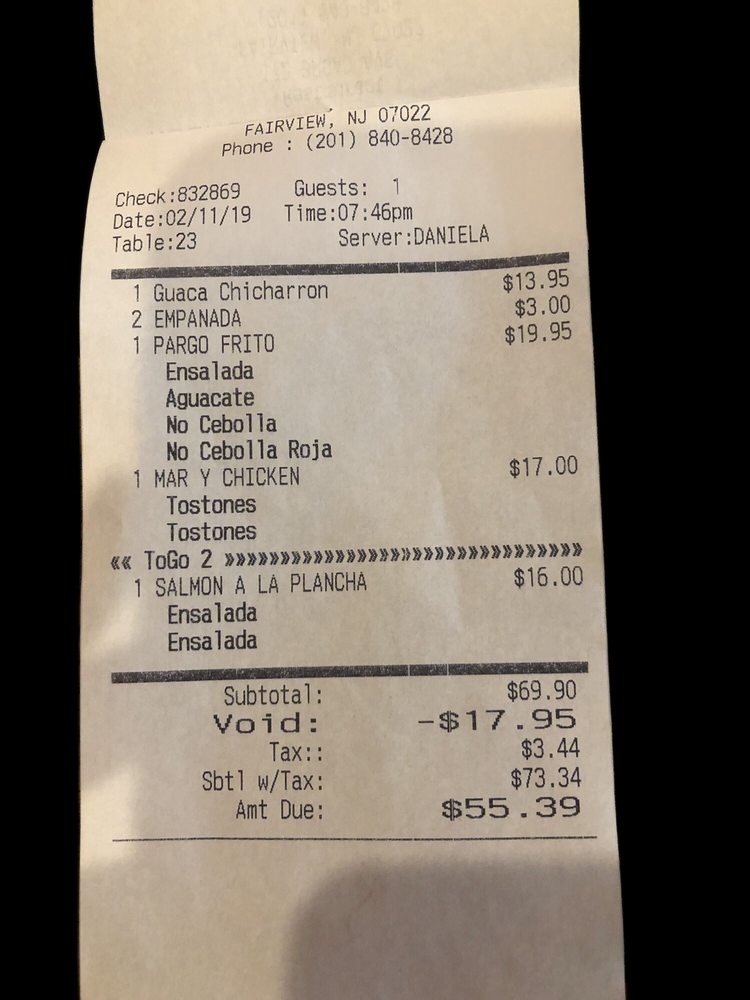 FAIRVIEW, NJ 07022
Phone : (201) 840-8428
Check:832869 Guests: 1
Date:02/11/19 Time:07:46pm
Table:23 Server:DANIELA
1 Guaca Chicharron $13.95
2 EMPANADA $3.00
1 PARGO FRITO $19.95
Ensalada
Aguacate
No Cebolla
No Cebolla Roja
1 MAR Y CHICKEN $17.00
Tostones
Tostones
«« ToGo 2 »»»»»»»»»»»»»»»»»»»»»»»»»»»»»»»»
1 SALMON A LA PLANCHA $16.00
Ensalada
Ensalada
Subtotal: $69.90
Void: -$17.95
Tax:: $3.44
Sbtl w/Tax: $73.34
Amt Due: $55.39